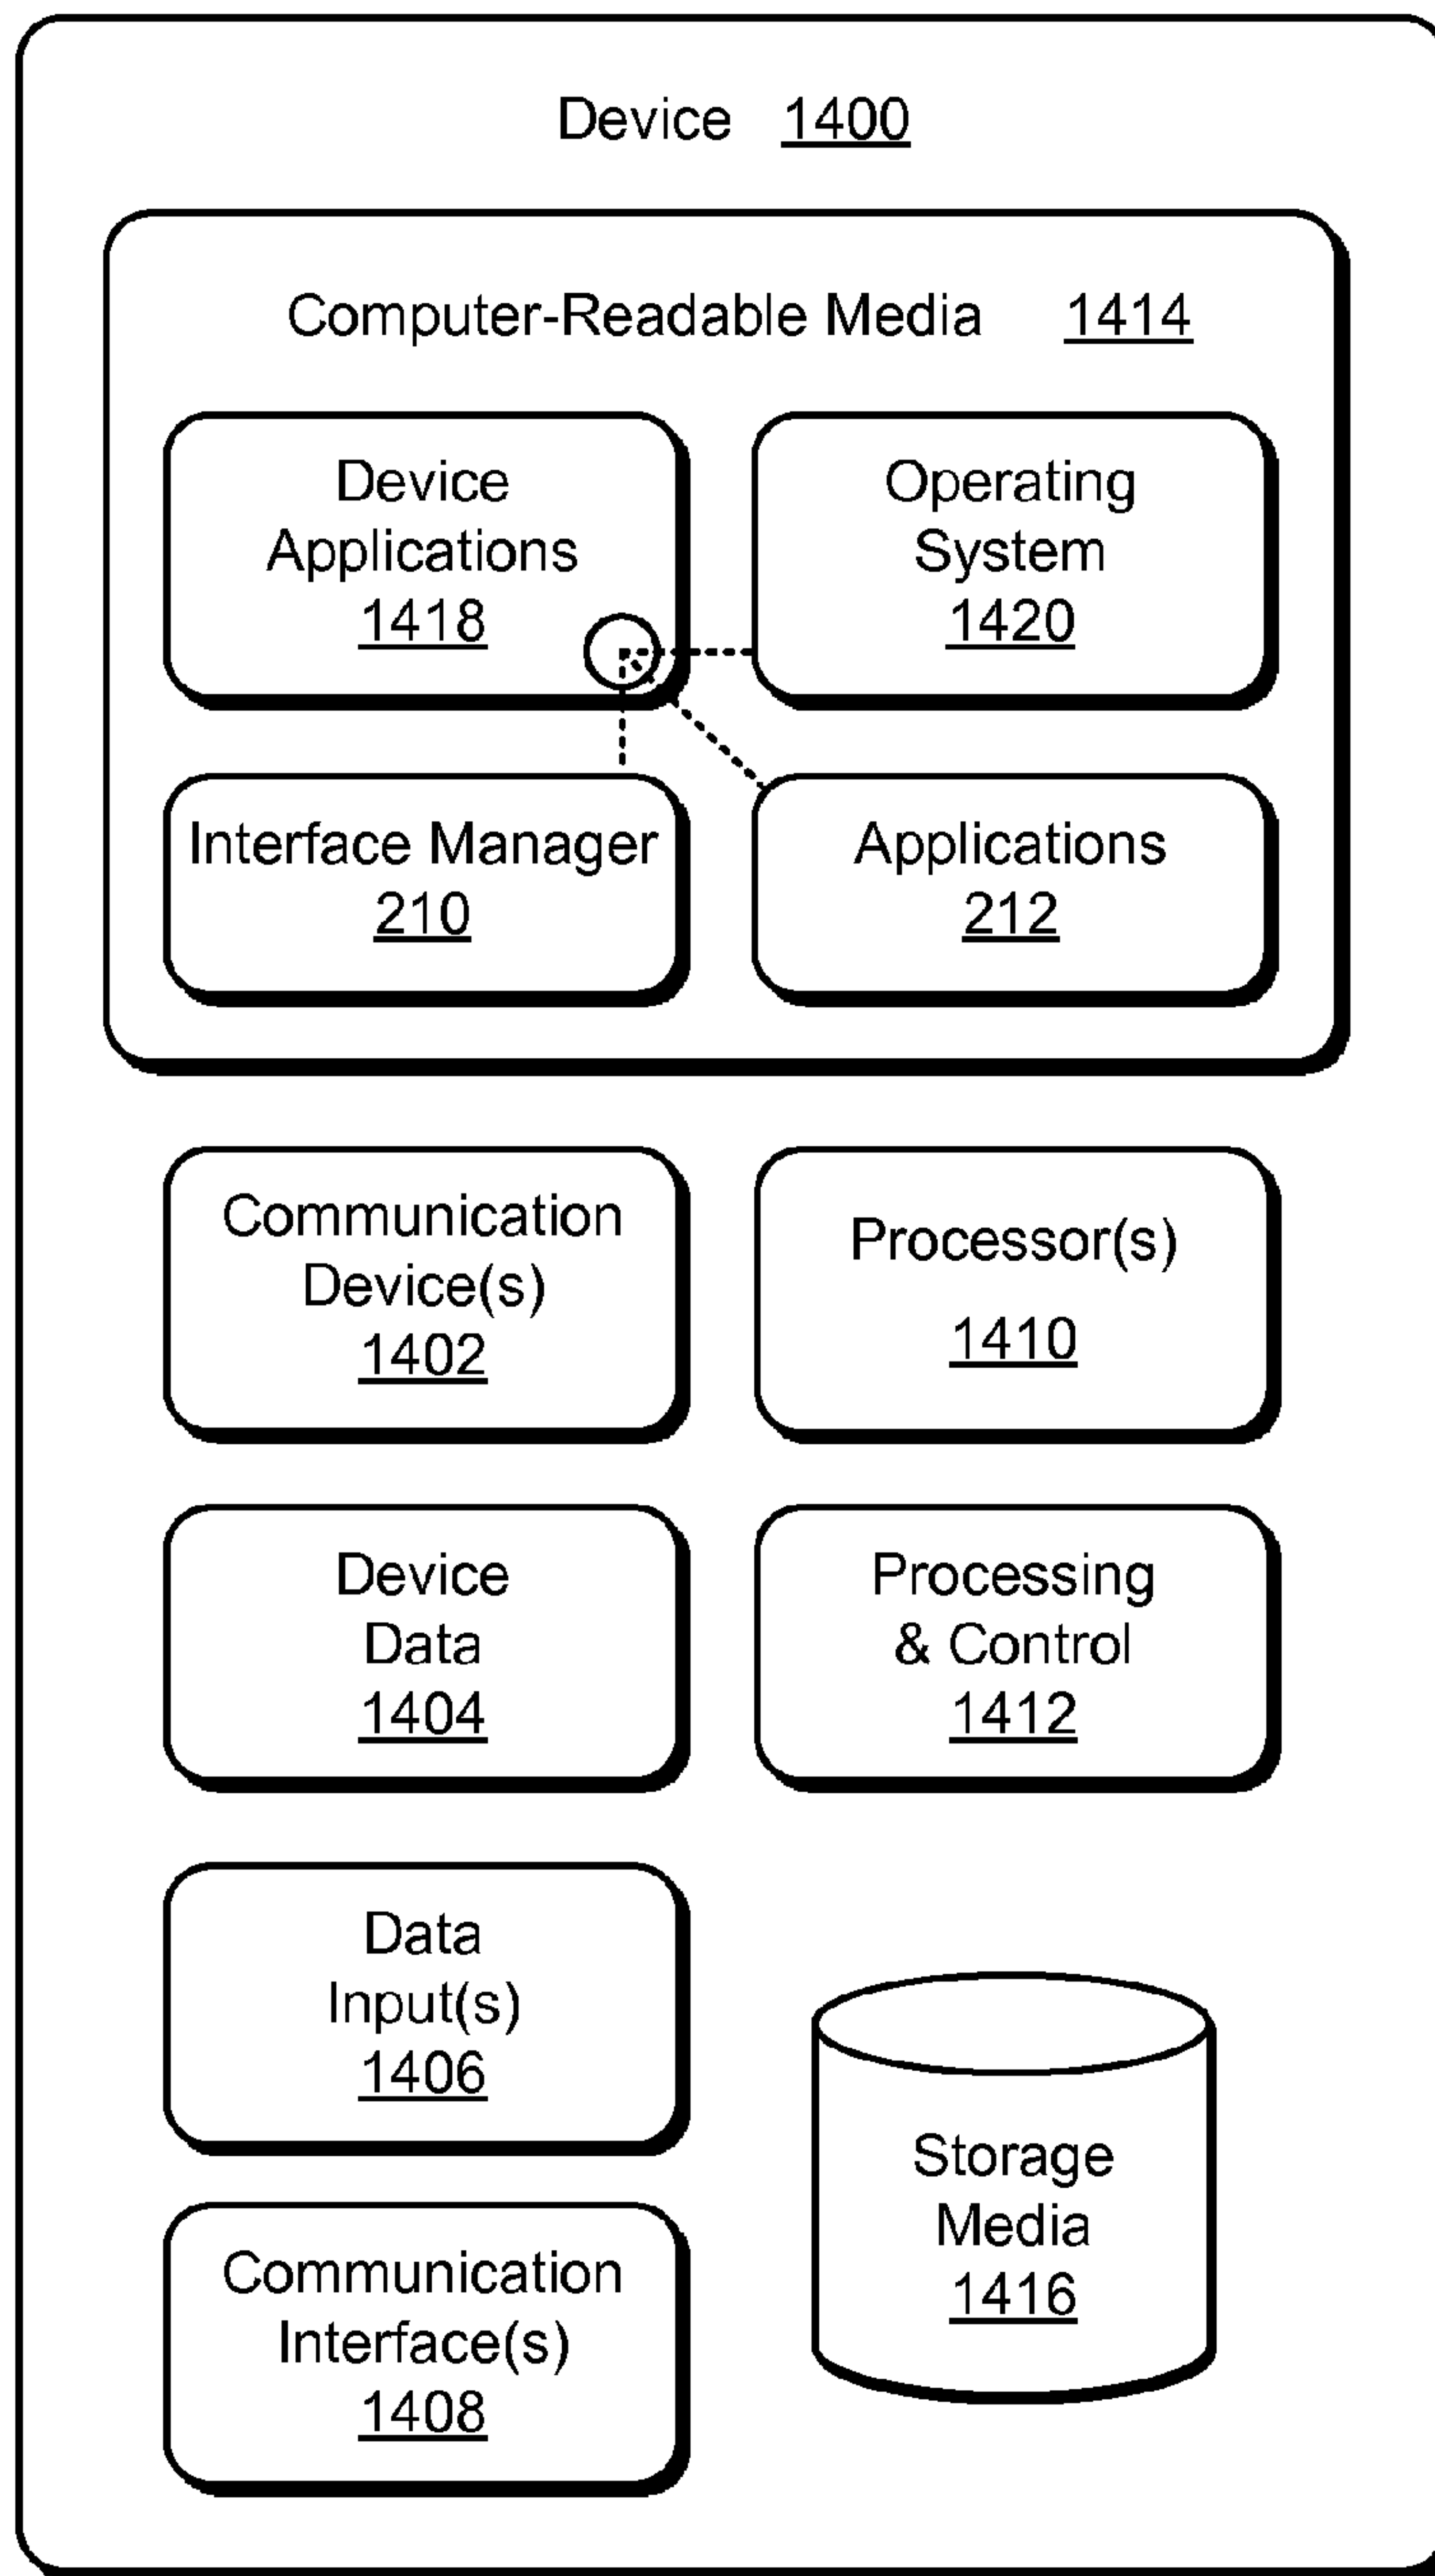 Device 1400
Computer-Readable Media 1414
Device
Applications
1418
Operating
System
1420
Interface Manager
210
Applications
212
Communication
Device(s)
1402
Processor(s)
1410
Device
Data
1404
Processing
& Control
1412
Data
Input(s)
1406
Storage
Media
1416
Communication
Interface(s)
1408